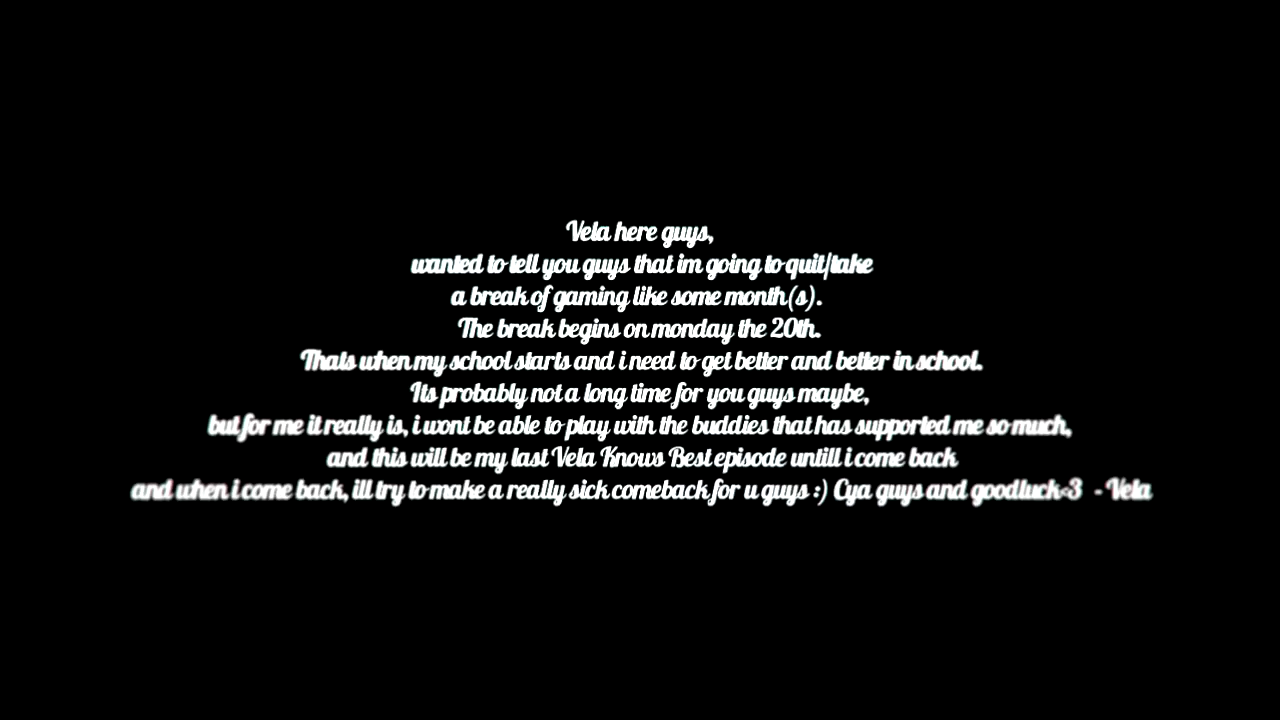 Vela here guys,
wanted to tell you guys that im going to quit/take
a break of gaming like some month(s).
The break begins on monday the 20th.
Thats when my school starts and i need to get better and better in school.
Its probably not a long time for you guys maybe,
but for me it really is, i wont be able to play with the buddies that has supported me so much,
and this will be my last Vela Knows Best episode untill i come back
and when i come back, ill try to make a really sick comeback for u guys :) Cya guys and goodluck<3 - Vela